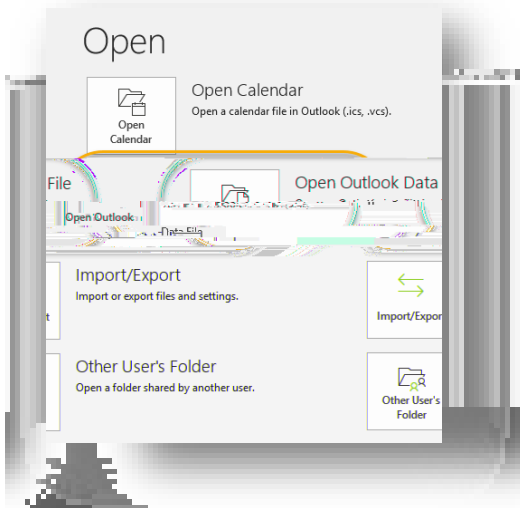 Open
Open Calendar
Open a calendar file in Outlook (.ics, .vcs).
Open
Calendar
File
Open Outlook Data
Open Outlook
Data File
Import/Export
Import or export files and settings.
t
Import/Expor
Other User's Folder
Open a folder shared by another user.
Other User's
Folder